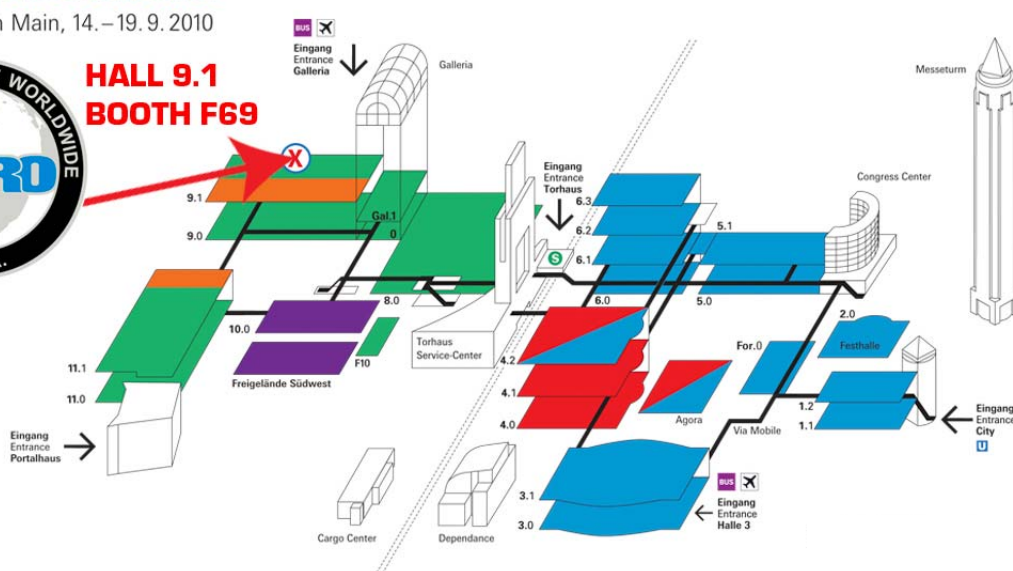 Main, 14.–19.9.2010
WORLDWIDE
HALL 9.1
BOOTH F69
X
BUS
Eingang
Entrance
Galleria
Galleria
Messeturm
Eingang
Entrance
Torhaus
Congress Center
9.1
9.0
Gal.1
0
8.0
S
6.3
6.2
6.1
6.0
5.1
5.0
10.0
F10
Freigelände Südwest
Torhaus
Service-Center
11.1
11.0
4.2
4.1
4.0
Agora
For.0
2.0
Festhalle
1.2
1.1
Via Mobile
Eingang
Entrance
City
U
Eingang
Entrance
Portalhaus
Cargo Center
Dependance
3.1
3.0
BUS
Eingang
Entrance
Halle 3